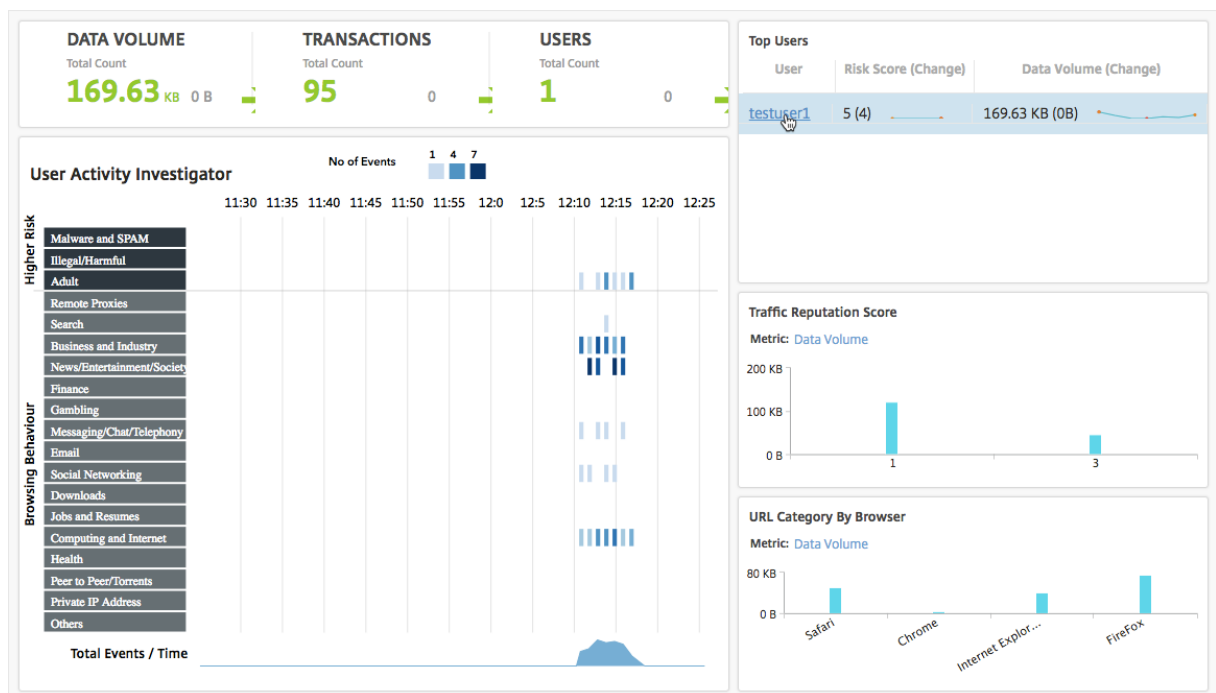 DATA VOLUME
Total Count
169.63 KB 0 B
TRANSACTIONS
Total Count
95 0
USERS
Total Count
1 0
User Activity Investigator
No of Events
1 4 7
11:30 11:35 11:40 11:45 11:50 11:55 12:0 12:5 12:10 12:15 12:20 12:25
Higher Risk
Malware and SPAM
Illegal/Harmful
Adult
Browsing Behaviour
Remote Proxies
Search
Business and Industry
News/Entertainment/Society
Finance
Gambling
Messaging/Chat/Telephony
Email
Social Networking
Downloads
Jobs and Resumes
Computing and Internet
Health
Peer to Peer/Torrents
Private IP Address
Others
Total Events / Time
Top Users
User Risk Score (Change) Data Volume (Change)
testuser1 5 (4) 169.63 KB (0B)
Traffic Reputation Score
Metric: Data Volume
200 KB
100 KB
0 B
1 3
URL Category By Browser
Metric: Data Volume
80 KB
0 B
Safari Chrome Internet Explor... FireFox